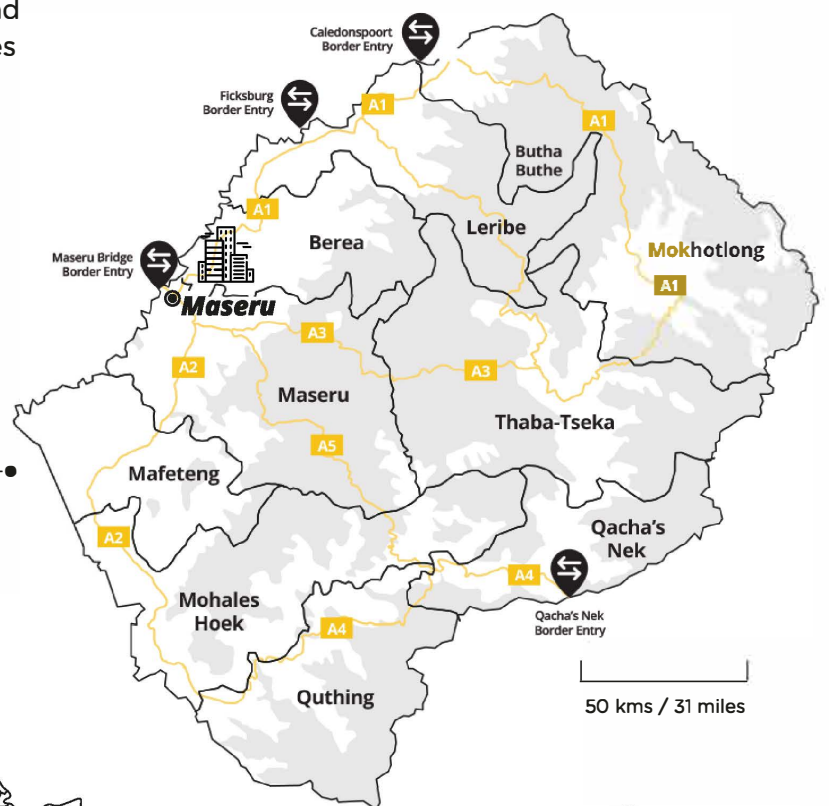 nd
es
Caledonspoort
Border Entry
Ficksburg
Border Entry
A1
A1
Butha
Buthe
A1
Leribe
Berea
Mokhotlong
Maseru Bridge
Border Entry
A1
Maseru
A3
A2
A3
Maseru
Thaba-Tseka
A5
Mafeteng
A2
Qacha's
Nek
A4
Mohales
Hoek
A4
Qacha's Nek
Border Entry
Quthing
50 kms / 31 miles